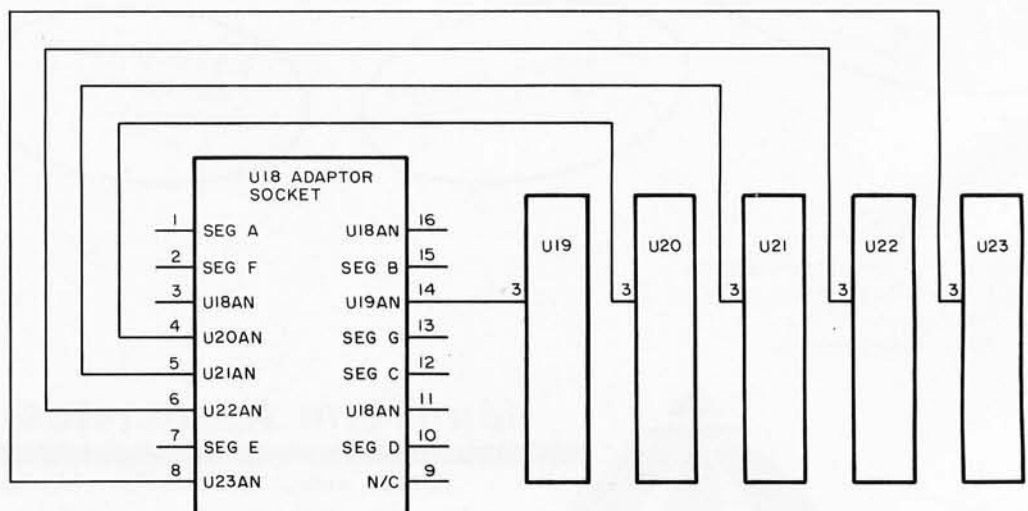 U18 ADAPTOR
SOCKET
1 SEG A U18AN 16
2 SEG F SEG B 15
3 U18AN U19AN 14
4 U20AN SEG G 13
5 U21AN SEG C 12
6 U22AN U18AN 11
7 SEG E SEG D 10
8 U23AN N/C 9
U19 U20 U21 U22 U23
3 3 3 3 3